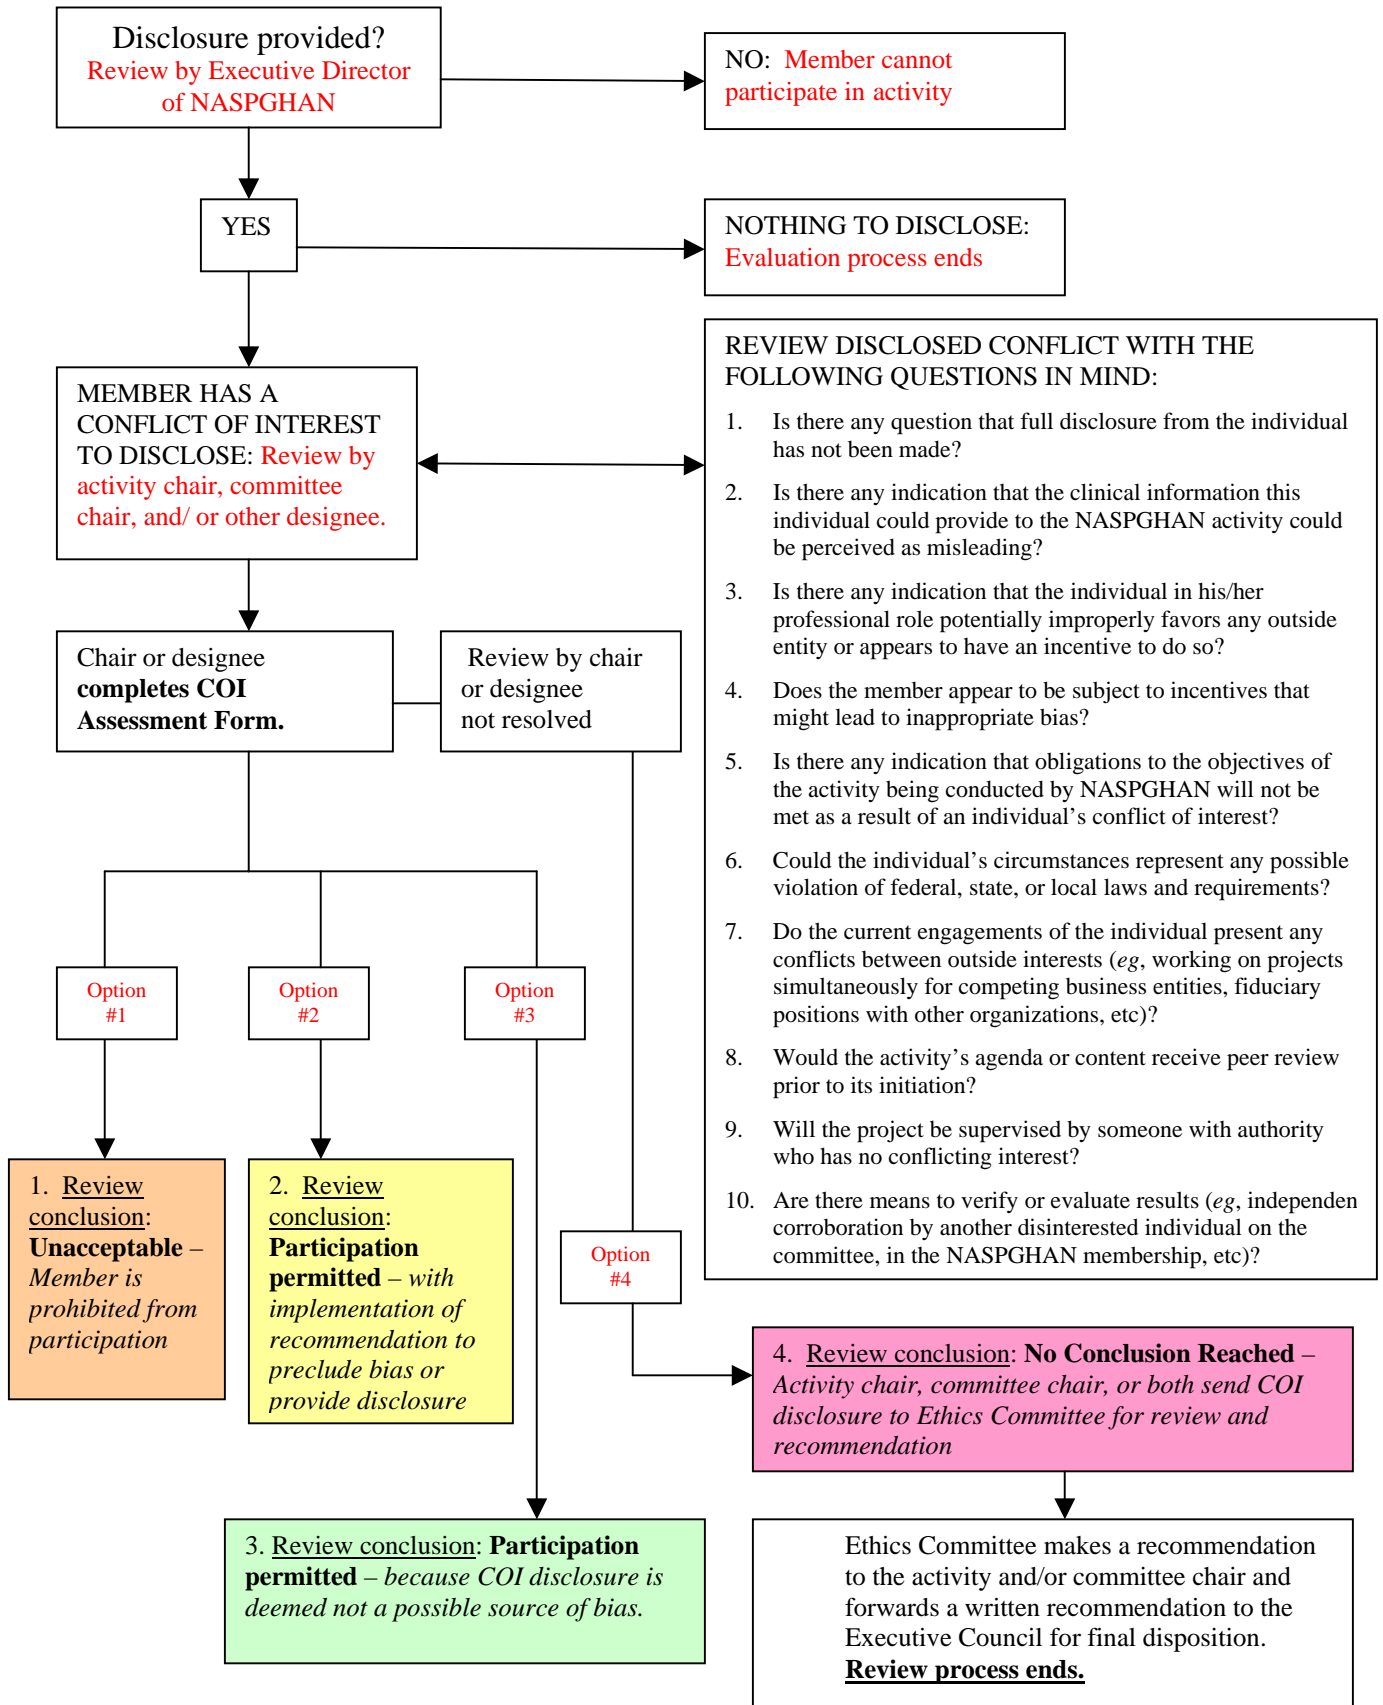 Disclosure provided?
Review by Executive Director
of NASPGHAN
NO: Member cannot
participate in activity
YES
NOTHING TO DISCLOSE:
Evaluation process ends
MEMBER HAS A
CONFLICT OF INTEREST
TO DISCLOSE: Review by
activity chair, committee
chair, and/ or other designee.
REVIEW DISCLOSED CONFLICT WITH THE
FOLLOWING QUESTIONS IN MIND:
1. Is there any question that full disclosure from the individual
has not been made?
2. Is there any indication that the clinical information this
individual could provide to the NASPGHAN activity could
be perceived as misleading?
3. Is there any indication that the individual in his/her
professional role potentially improperly favors any outside
entity or appears to have an incentive to do so?
4. Does the member appear to be subject to incentives that
might lead to inappropriate bias?
5. Is there any indication that obligations to the objectives of
the activity being conducted by NASPGHAN will not be
met as a result of an individual’s conflict of interest?
6. Could the individual’s circumstances represent any possible
violation of federal, state, or local laws and requirements?
7. Do the current engagements of the individual present any
conflicts between outside interests (eg, working on projects
simultaneously for competing business entities, fiduciary
positions with other organizations, etc)?
8. Would the activity’s agenda or content receive peer review
prior to its initiation?
9. Will the project be supervised by someone with authority
who has no conflicting interest?
10. Are there means to verify or evaluate results (eg, independen
corroboration by another disinterested individual on the
committee, in the NASPGHAN membership, etc)?
Chair or designee
completes COI
Assessment Form.
Review by chair
or designee
not resolved
Option
#1
Option
#2
Option
#3
Option
#4
1. Review
conclusion:
Unacceptable –
Member is
prohibited from
participation
2. Review
conclusion:
Participation
permitted – with
implementation of
recommendation to
preclude bias or
provide disclosure
3. Review conclusion: Participation
permitted – because COI disclosure is
deemed not a possible source of bias.
4. Review conclusion: No Conclusion Reached –
Activity chair, committee chair, or both send COI
disclosure to Ethics Committee for review and
recommendation
Ethics Committee makes a recommendation
to the activity and/or committee chair and
forwards a written recommendation to the
Executive Council for final disposition.
Review process ends.